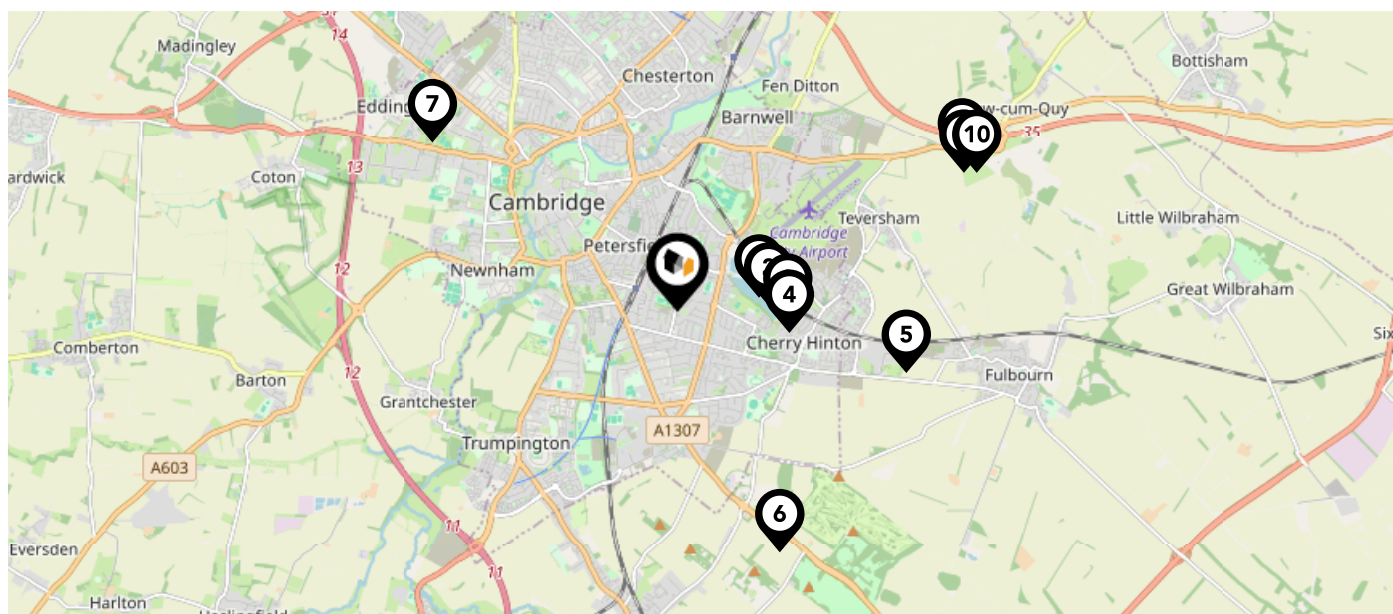 14
Madingley
Chesterton
Bottisham
Fen Ditton
7
w-cum-Quy
Barnwell
35
10
13
Coton
ardwick
Cambridge
Little Wilbraham
Teversham
Cambridge
Airport
Petersfi
Newnham
12
4
Great Wilbraham
5
Six
Cherry Hinton
Comberton
12
Barton
Fulbourn
Grantchester
A1307
Trumpington
A603
6
11
Eversden
11
Harlton